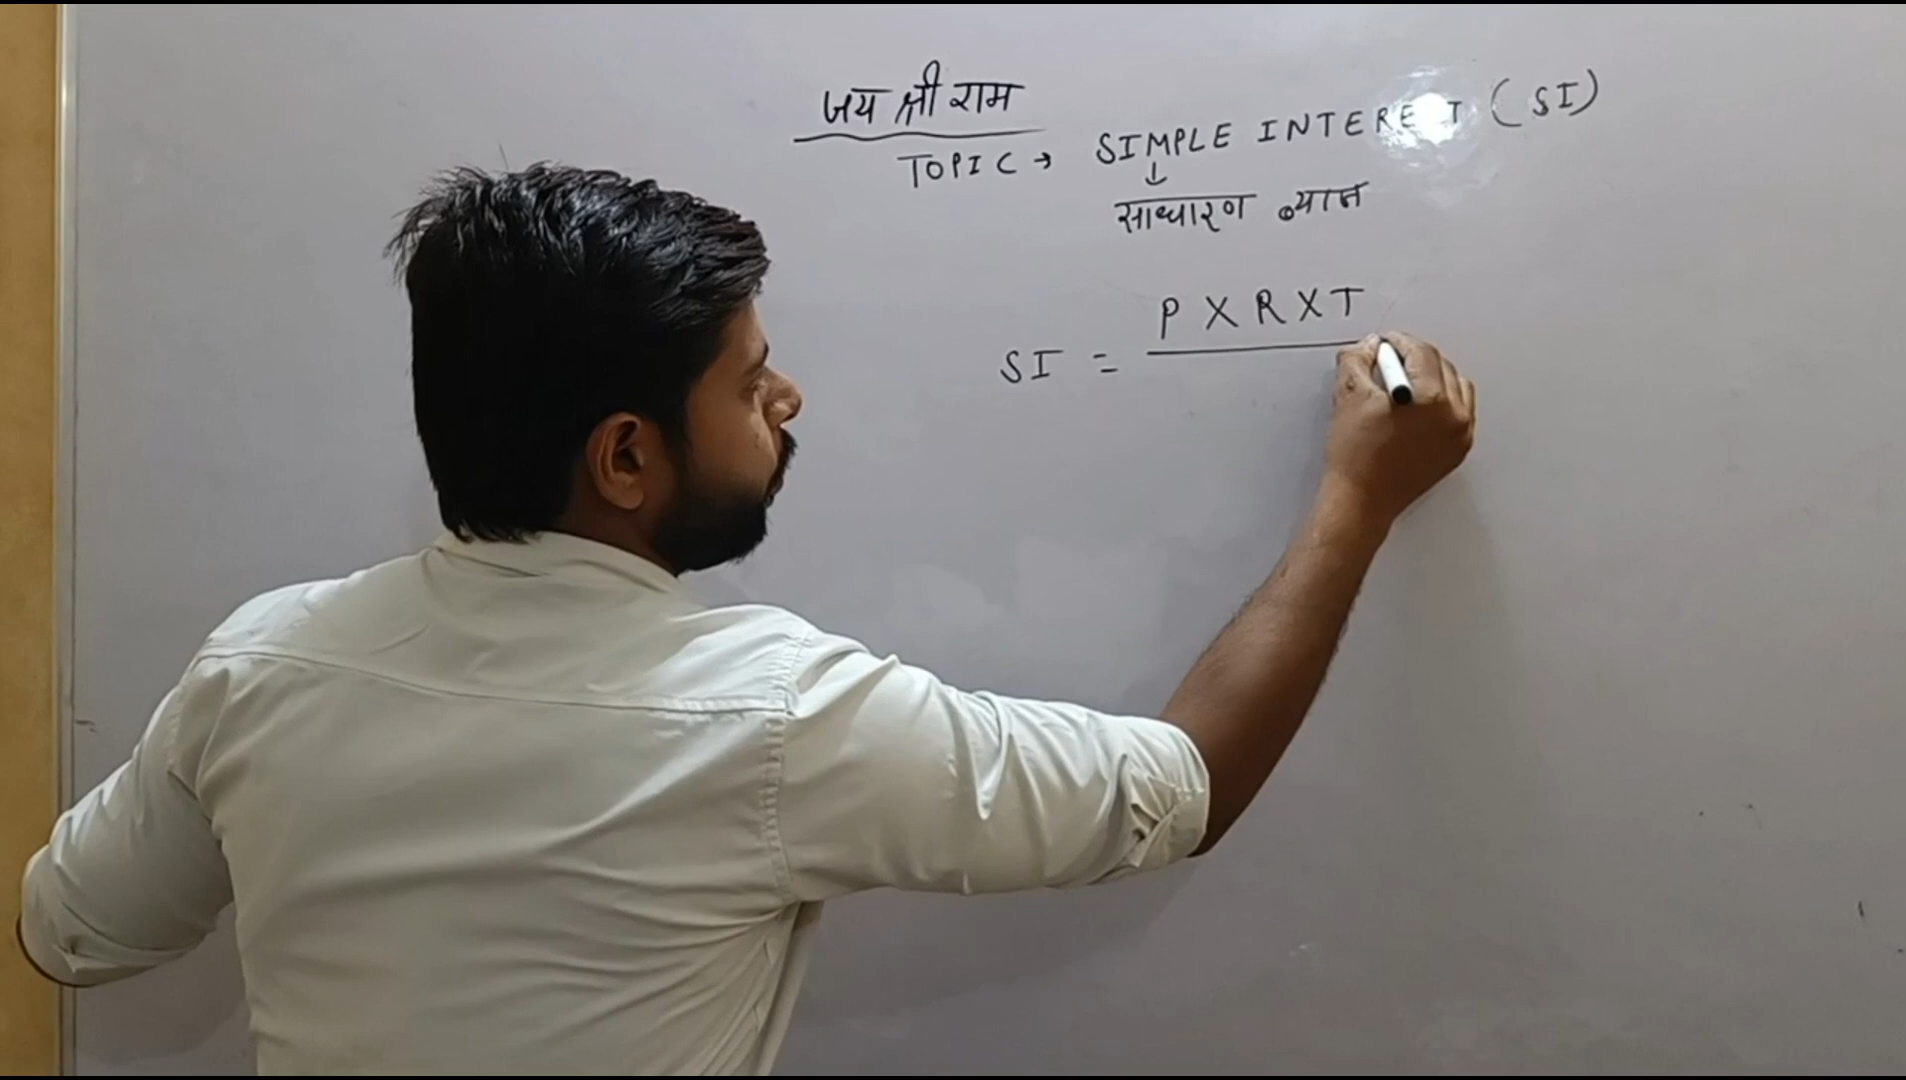 जय श्री राम
TOPIC → SIMPLE INTEREST (SI)
↓
साधारण ब्याज
P X R X T
SI =